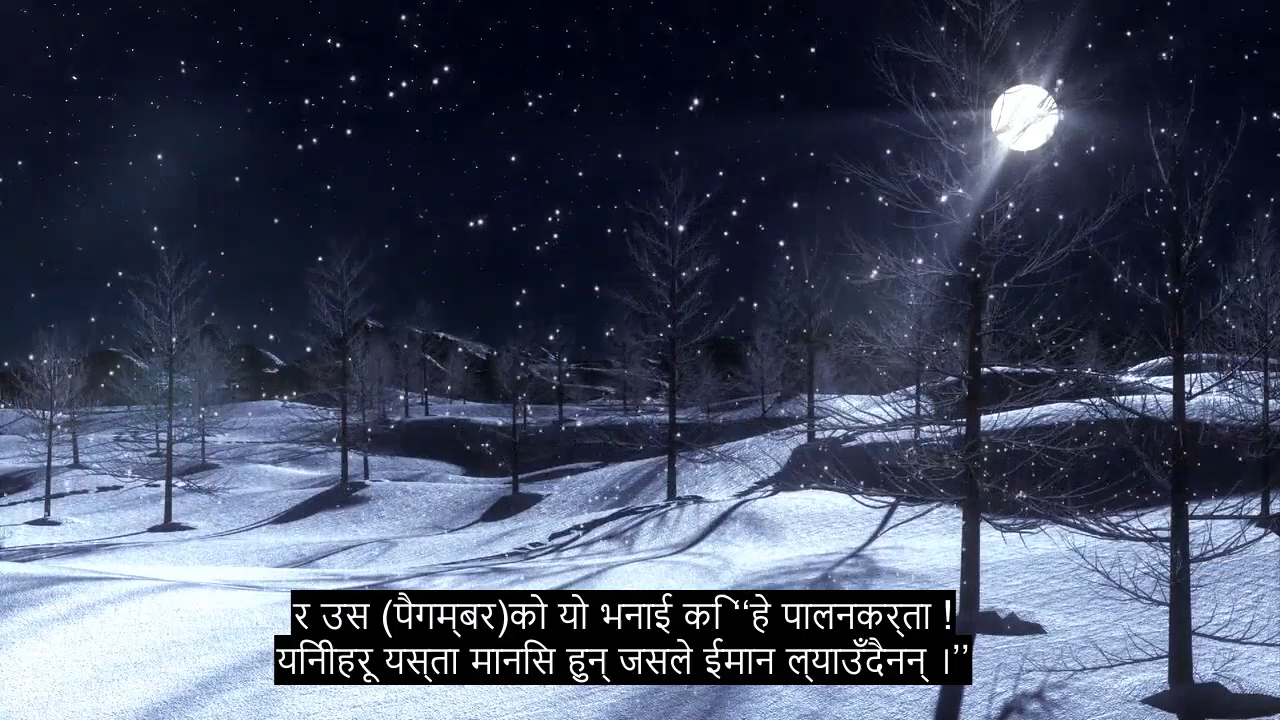 र उस (पैगम्बर)को यो भनाई कि “हे पालनकर्ता !
यिनीहरू यस्ता मानिस हुन् जसले ईमान ल्याउँदैनन् ।”